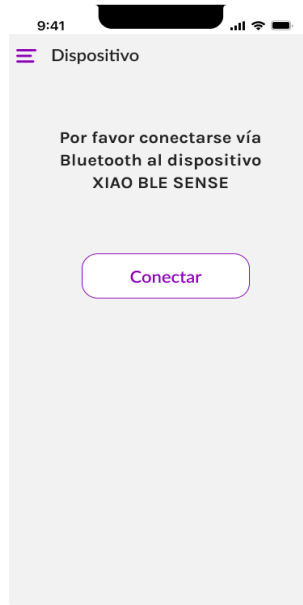 9:41
Dispositivo
Por favor conectarse vía
Bluetooth al dispositivo
XIAO BLE SENSE
Conectar